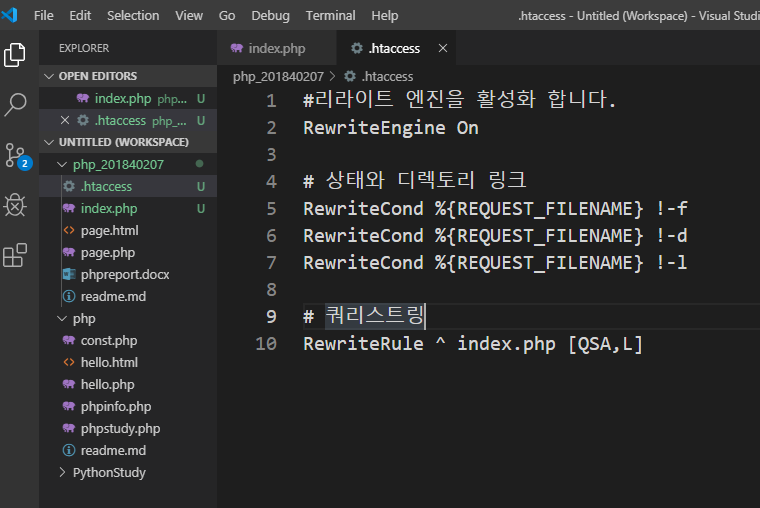 File Edit Selection View Go Debug Terminal Help .htaccess - Untitled (Workspace) - Visual Studi
EXPLORER
index.php .htaccess
OPEN EDITORS
index.php php... U
.htaccess php_... U
UNTITLED (WORKSPACE)
php_201840207
.htaccess U
index.php U
page.html
page.php
phpreport.docx
readme.md
php
const.php
hello.html
hello.php
phpinfo.php
phpstudy.php
readme.md
PythonStudy
2
php_201840207 > .htaccess
1 #리라이트 엔진을 활성화 합니다.
2 RewriteEngine On
3
4 # 상태와 디렉토리 링크
5 RewriteCond %{REQUEST_FILENAME} !-f
6 RewriteCond %{REQUEST_FILENAME} !-d
7 RewriteCond %{REQUEST_FILENAME} !-l
8
9 # 쿼리스트링
10 RewriteRule ^ index.php [QSA,L]